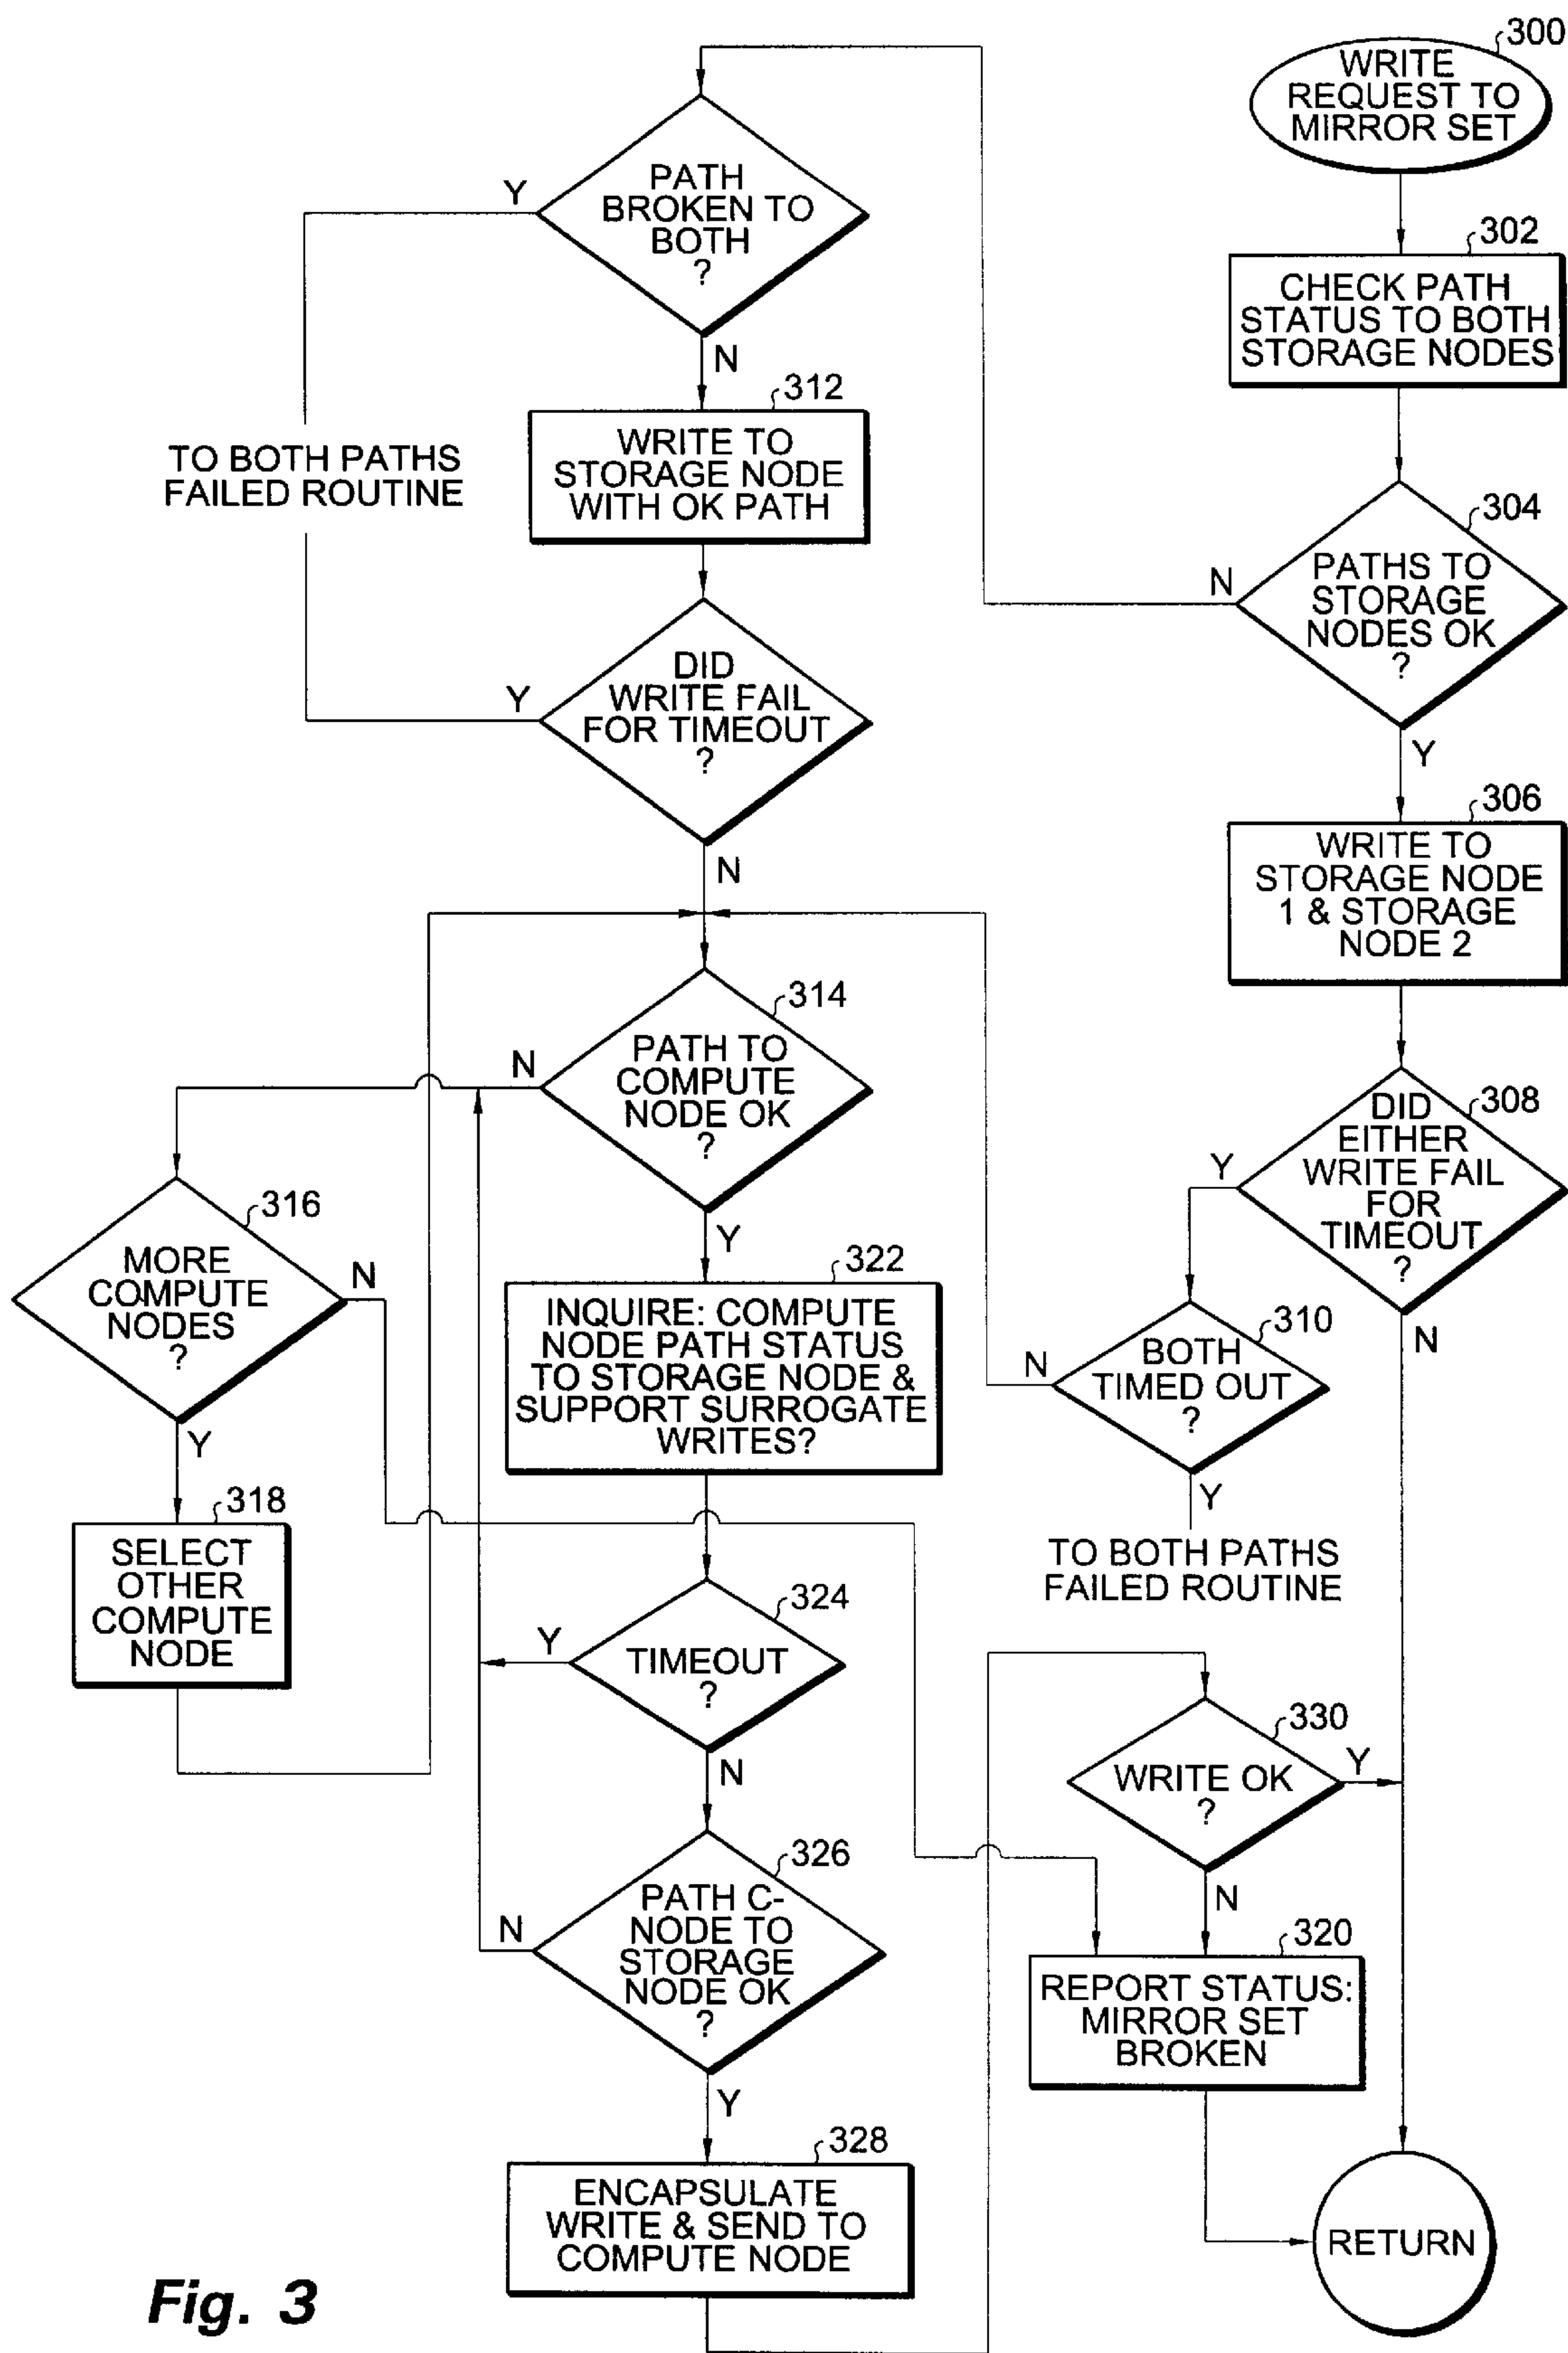 300
WRITE
REQUEST TO
MIRROR SET
302
CHECK PATH
STATUS TO BOTH
STORAGE NODES
304
PATHS TO
STORAGE
NODES OK
?
N
Y
306
WRITE TO
STORAGE NODE
1 & STORAGE
NODE 2
308
DID
EITHER
WRITE FAIL
FOR
TIMEOUT
?
Y
N
310
BOTH
TIMED OUT
?
N
Y
TO BOTH PATHS
FAILED ROUTINE
PATH
BROKEN TO
BOTH
?
Y
N
TO BOTH PATHS
FAILED ROUTINE
312
WRITE TO
STORAGE NODE
WITH OK PATH
DID
WRITE FAIL
FOR TIMEOUT
?
Y
N
314
PATH TO
COMPUTE
NODE OK
?
N
Y
316
MORE
COMPUTE
NODES
?
N
Y
318
SELECT
OTHER
COMPUTE
NODE
322
INQUIRE: COMPUTE
NODE PATH STATUS
TO STORAGE NODE &
SUPPORT SURROGATE
WRITES?
324
TIMEOUT
?
Y
N
326
PATH C-
NODE TO
STORAGE
NODE OK
?
N
Y
328
ENCAPSULATE
WRITE & SEND TO
COMPUTE NODE
330
WRITE OK
?
Y
N
320
REPORT STATUS:
MIRROR SET
BROKEN
RETURN
Fig. 3